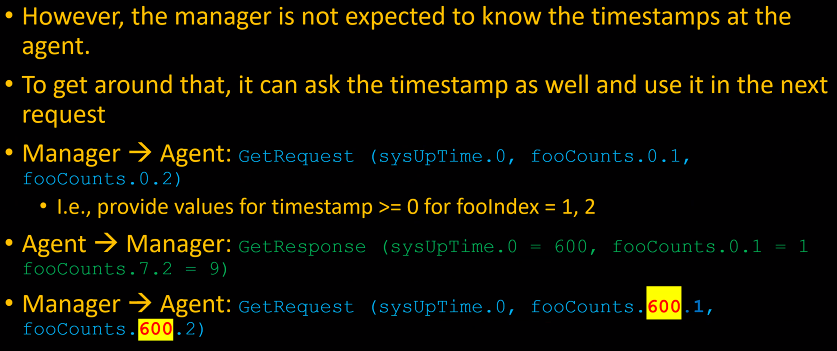 • However, the manager is not expected to know the timestamps at the
agent.
• To get around that, it can ask the timestamp as well and use it in the next
request
• Manager → Agent: GetRequest (sysUpTime.0, fooCounts.0.1,
fooCounts.0.2)
• I.e., provide values for timestamp >= 0 for fooIndex = 1, 2
• Agent → Manager: GetResponse (sysUpTime.0 = 600, fooCounts.0.1 = 1
fooCounts.7.2 = 9)
• Manager → Agent: GetRequest (sysUpTime.0, fooCounts.600.1,
fooCounts.600.2)